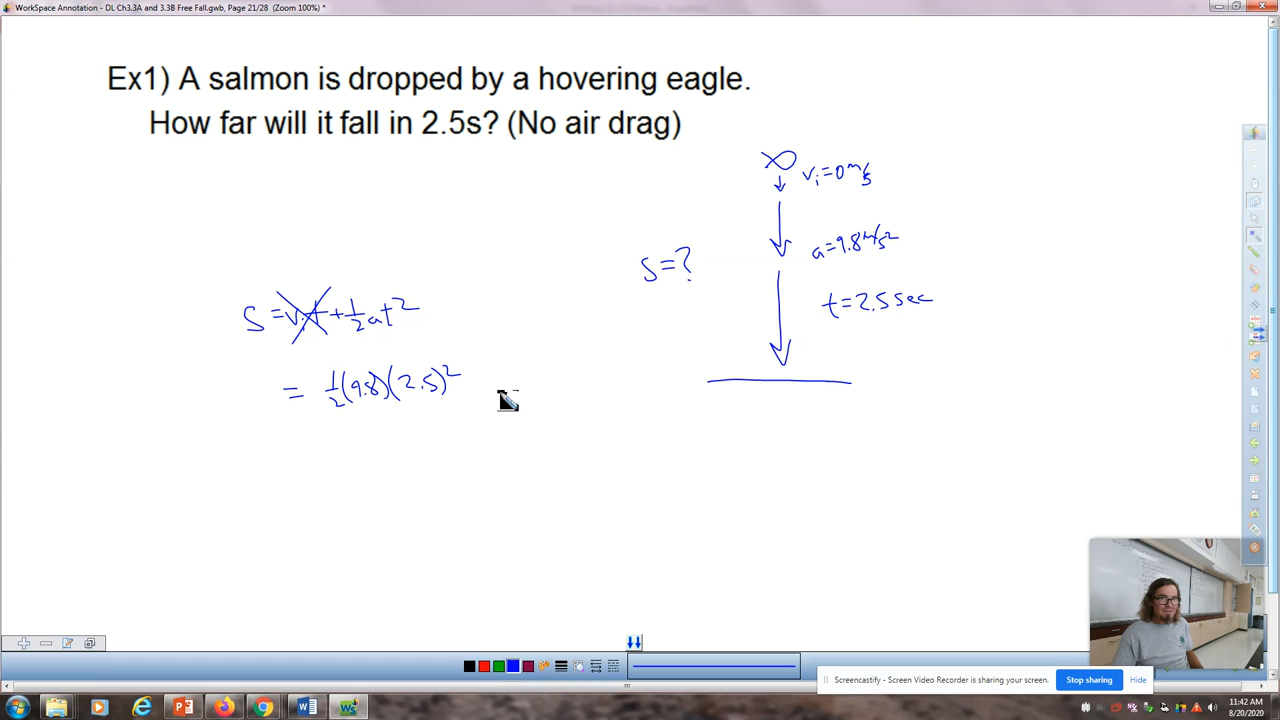 WorkSpace Annotation - DL Ch3.3A and 3.3B Free Fall.gwb, Page 21/28 (Zoom 100%) *
Ex1) A salmon is dropped by a hovering eagle.
How far will it fall in 2.5s? (No air drag)
vᵢ=0m/s
a=9.8m/s²
s=?
t=2.5sec
s=vᵢt+½at²
=½(9.8)(2.5)²
Screencastify - Screen Video Recorder is sharing your screen.
Stop sharing
Hide
11:42 AM
8/20/2020